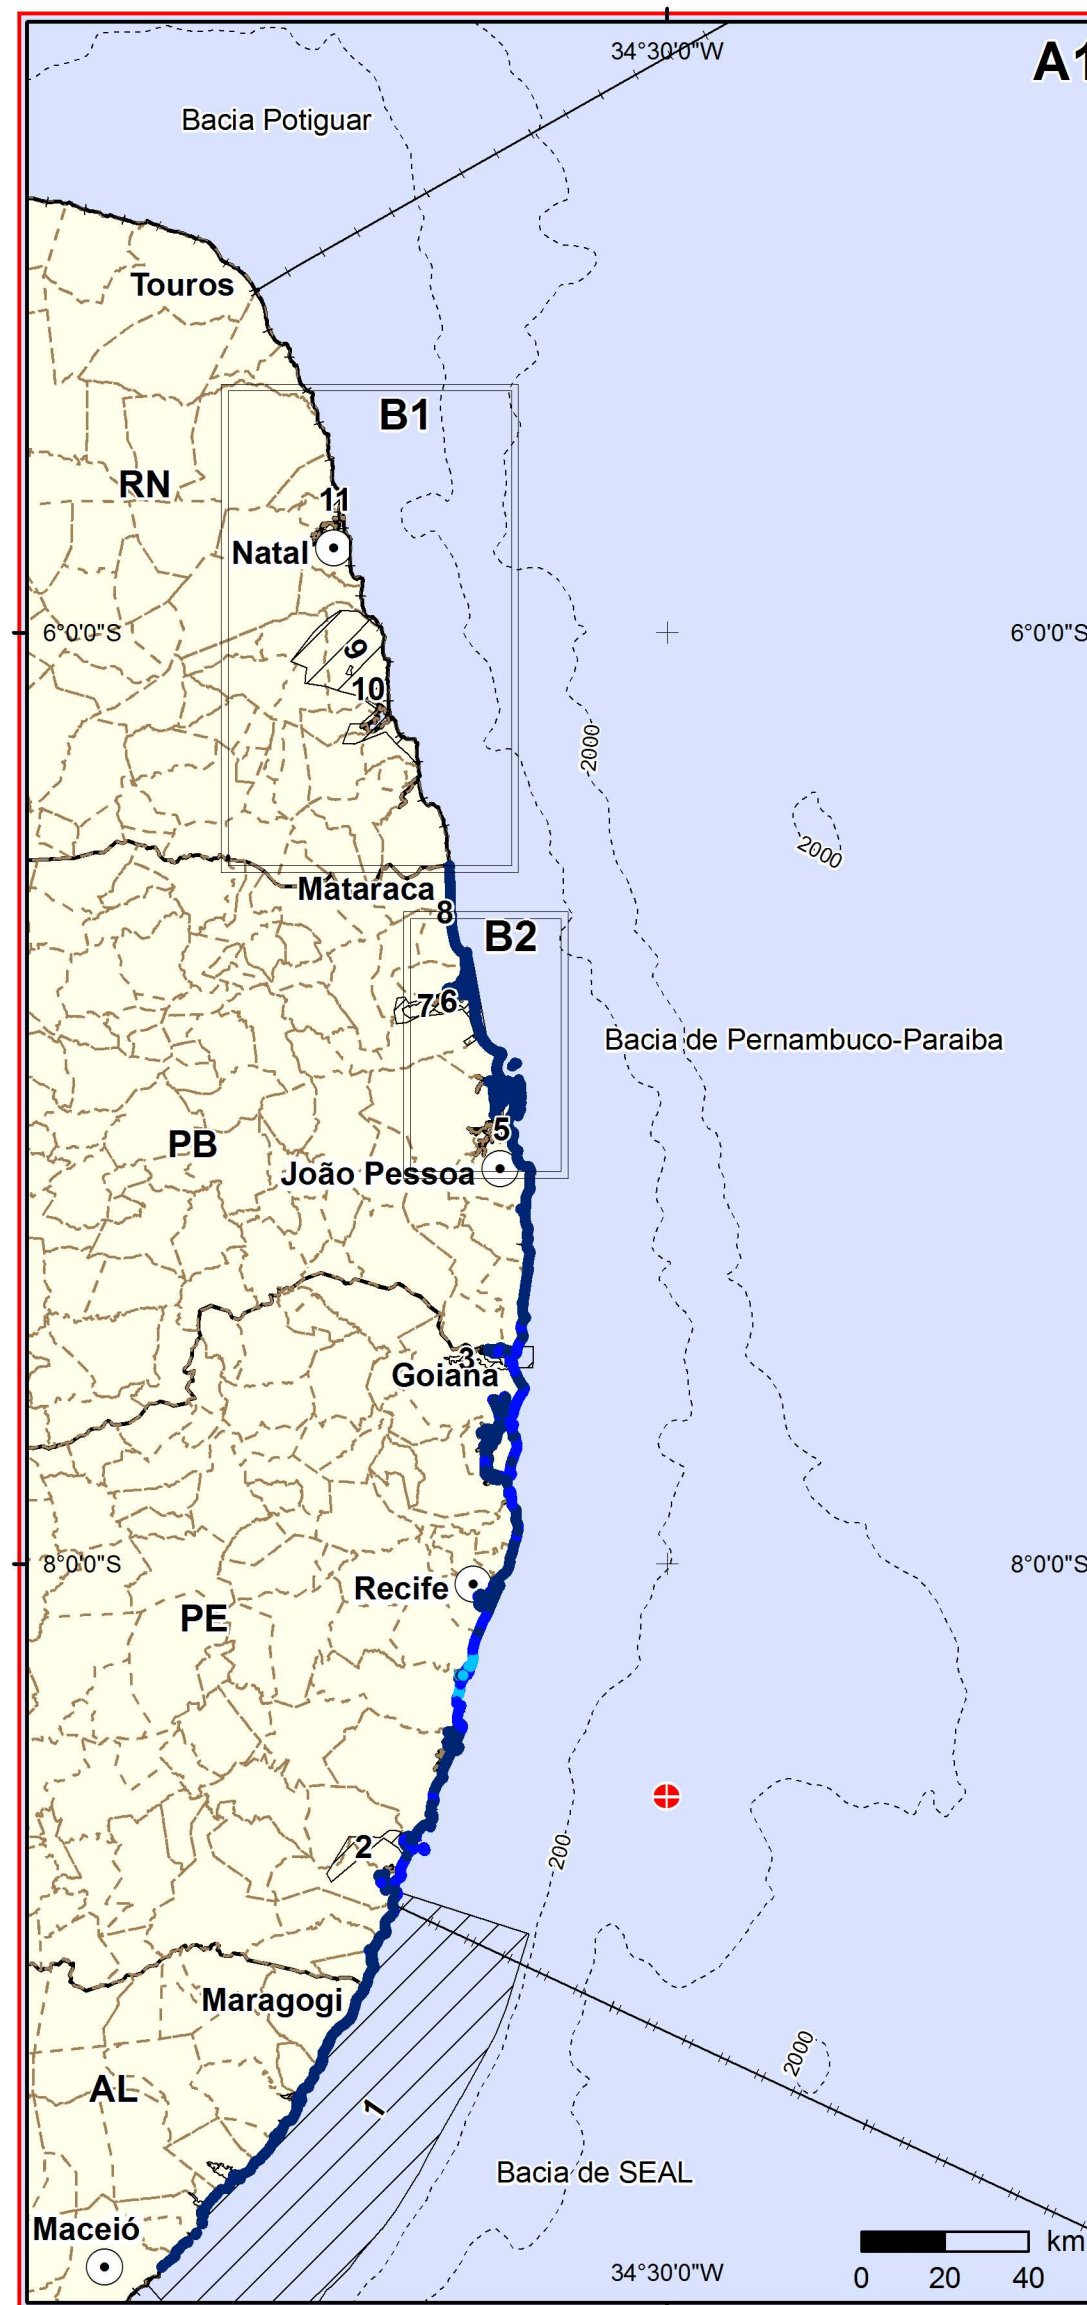 34°30'0"W
A1
Bacia Potiguar
Touros
B1
RN
11
Natal
6°0'0"S
6°0'0"S
9
10
2000
2000
Mataraca
8
B2
7
6
Bacia de Pernambuco-Paraiba
5
PB
João Pessoa
3
Goiana
8°0'0"S
8°0'0"S
Recife
PE
2
200
Maragogi
2000
AL
1
Bacia de SEAL
Maceió
km
34°30'0"W
0 20 40